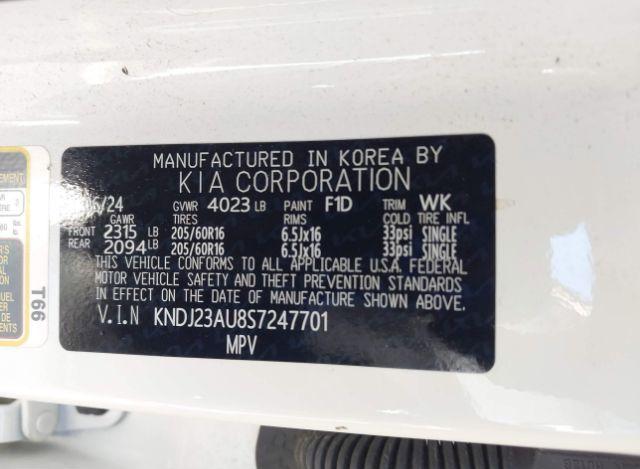 MANUFACTURED IN KOREA BY
KIA CORPORATION
/24 GVWR 4023 LB PAINT F1D TRIM WK
GAWR TIRES RIMS COLD TIRE INFL
FRONT 2315 LB 205/60R16 6.5Jx16 33psi SINGLE
REAR 2094 LB 205/60R16 6.5Jx16 33psi SINGLE
THIS VEHICLE CONFORMS TO ALL APPLICABLE U.S.A. FEDERAL
MOTOR VEHICLE SAFETY AND THEFT PREVENTION STANDARDS
IN EFFECT ON THE DATE OF MANUFACTURE SHOWN ABOVE.
V.I.N KNDJ23AU8S7247701
MPV
T66